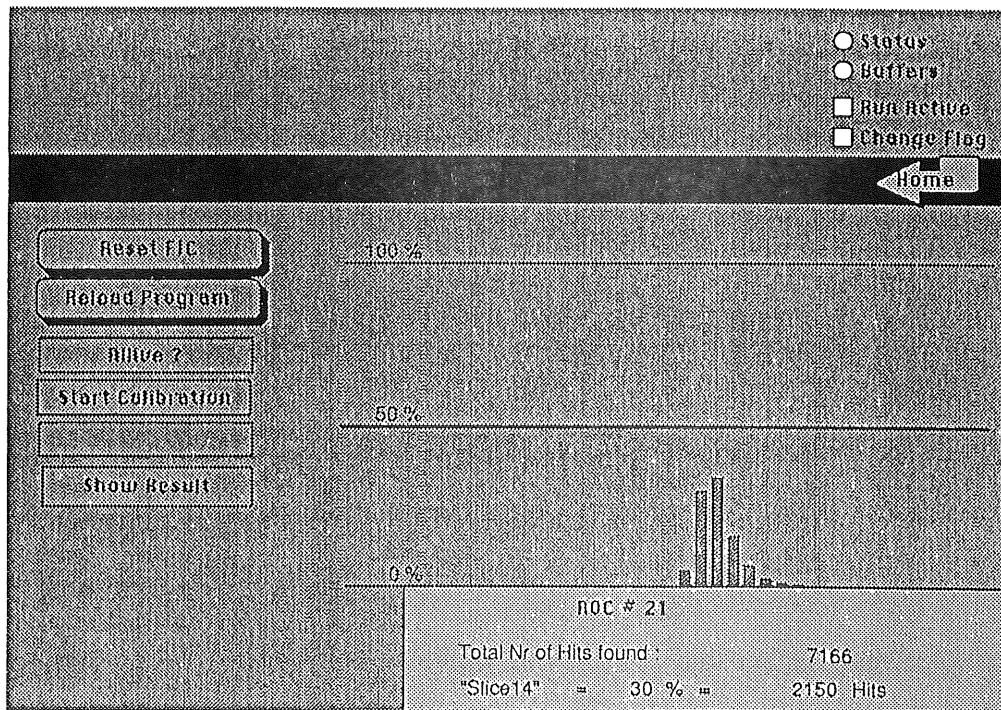 Status
Buffers
Run Active
Change Flag
Home
Reset FIC
Reload Program
Alive ?
Start Calibration
Show Result
100 %
50 %
0 %
ROC # 21
Total Nr of Hits found : 7166
"Slice14" = 30 % = 2150 Hits